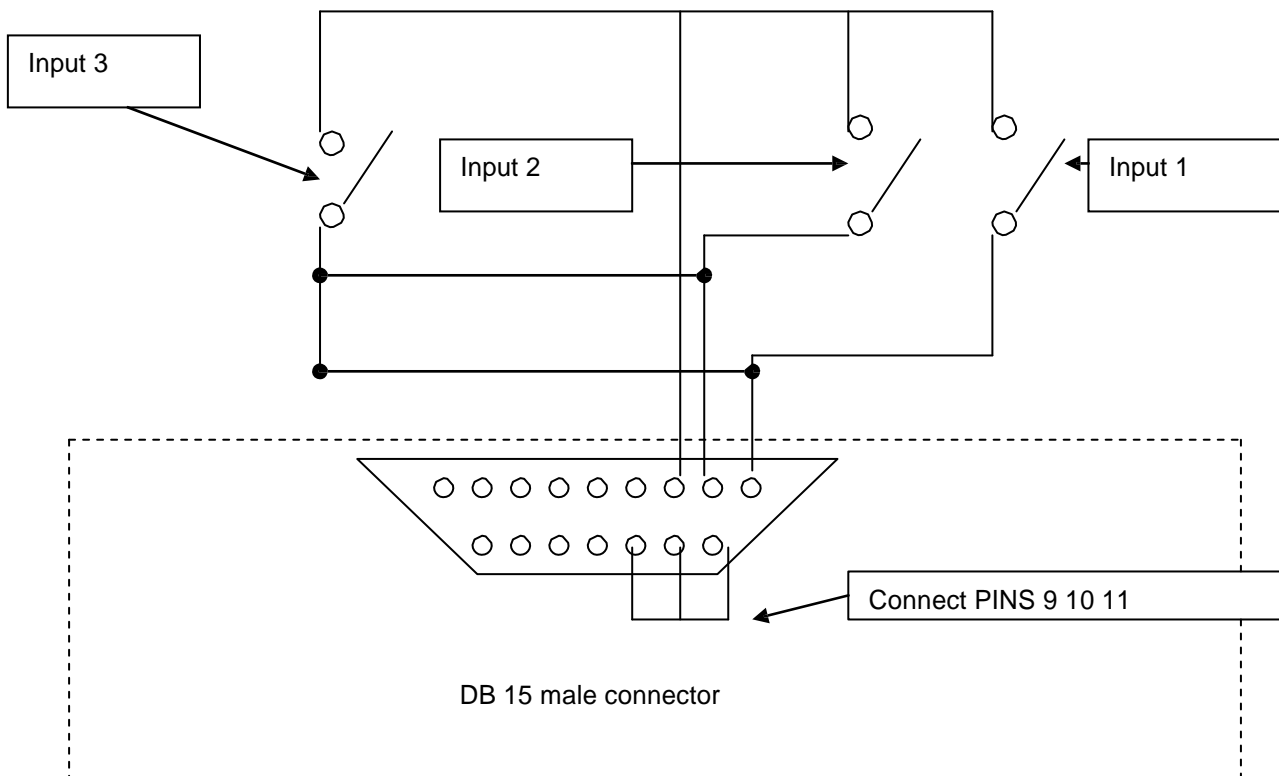 Input 3
Input 2
Input 1
Connect PINS 9 10 11
DB 15 male connector